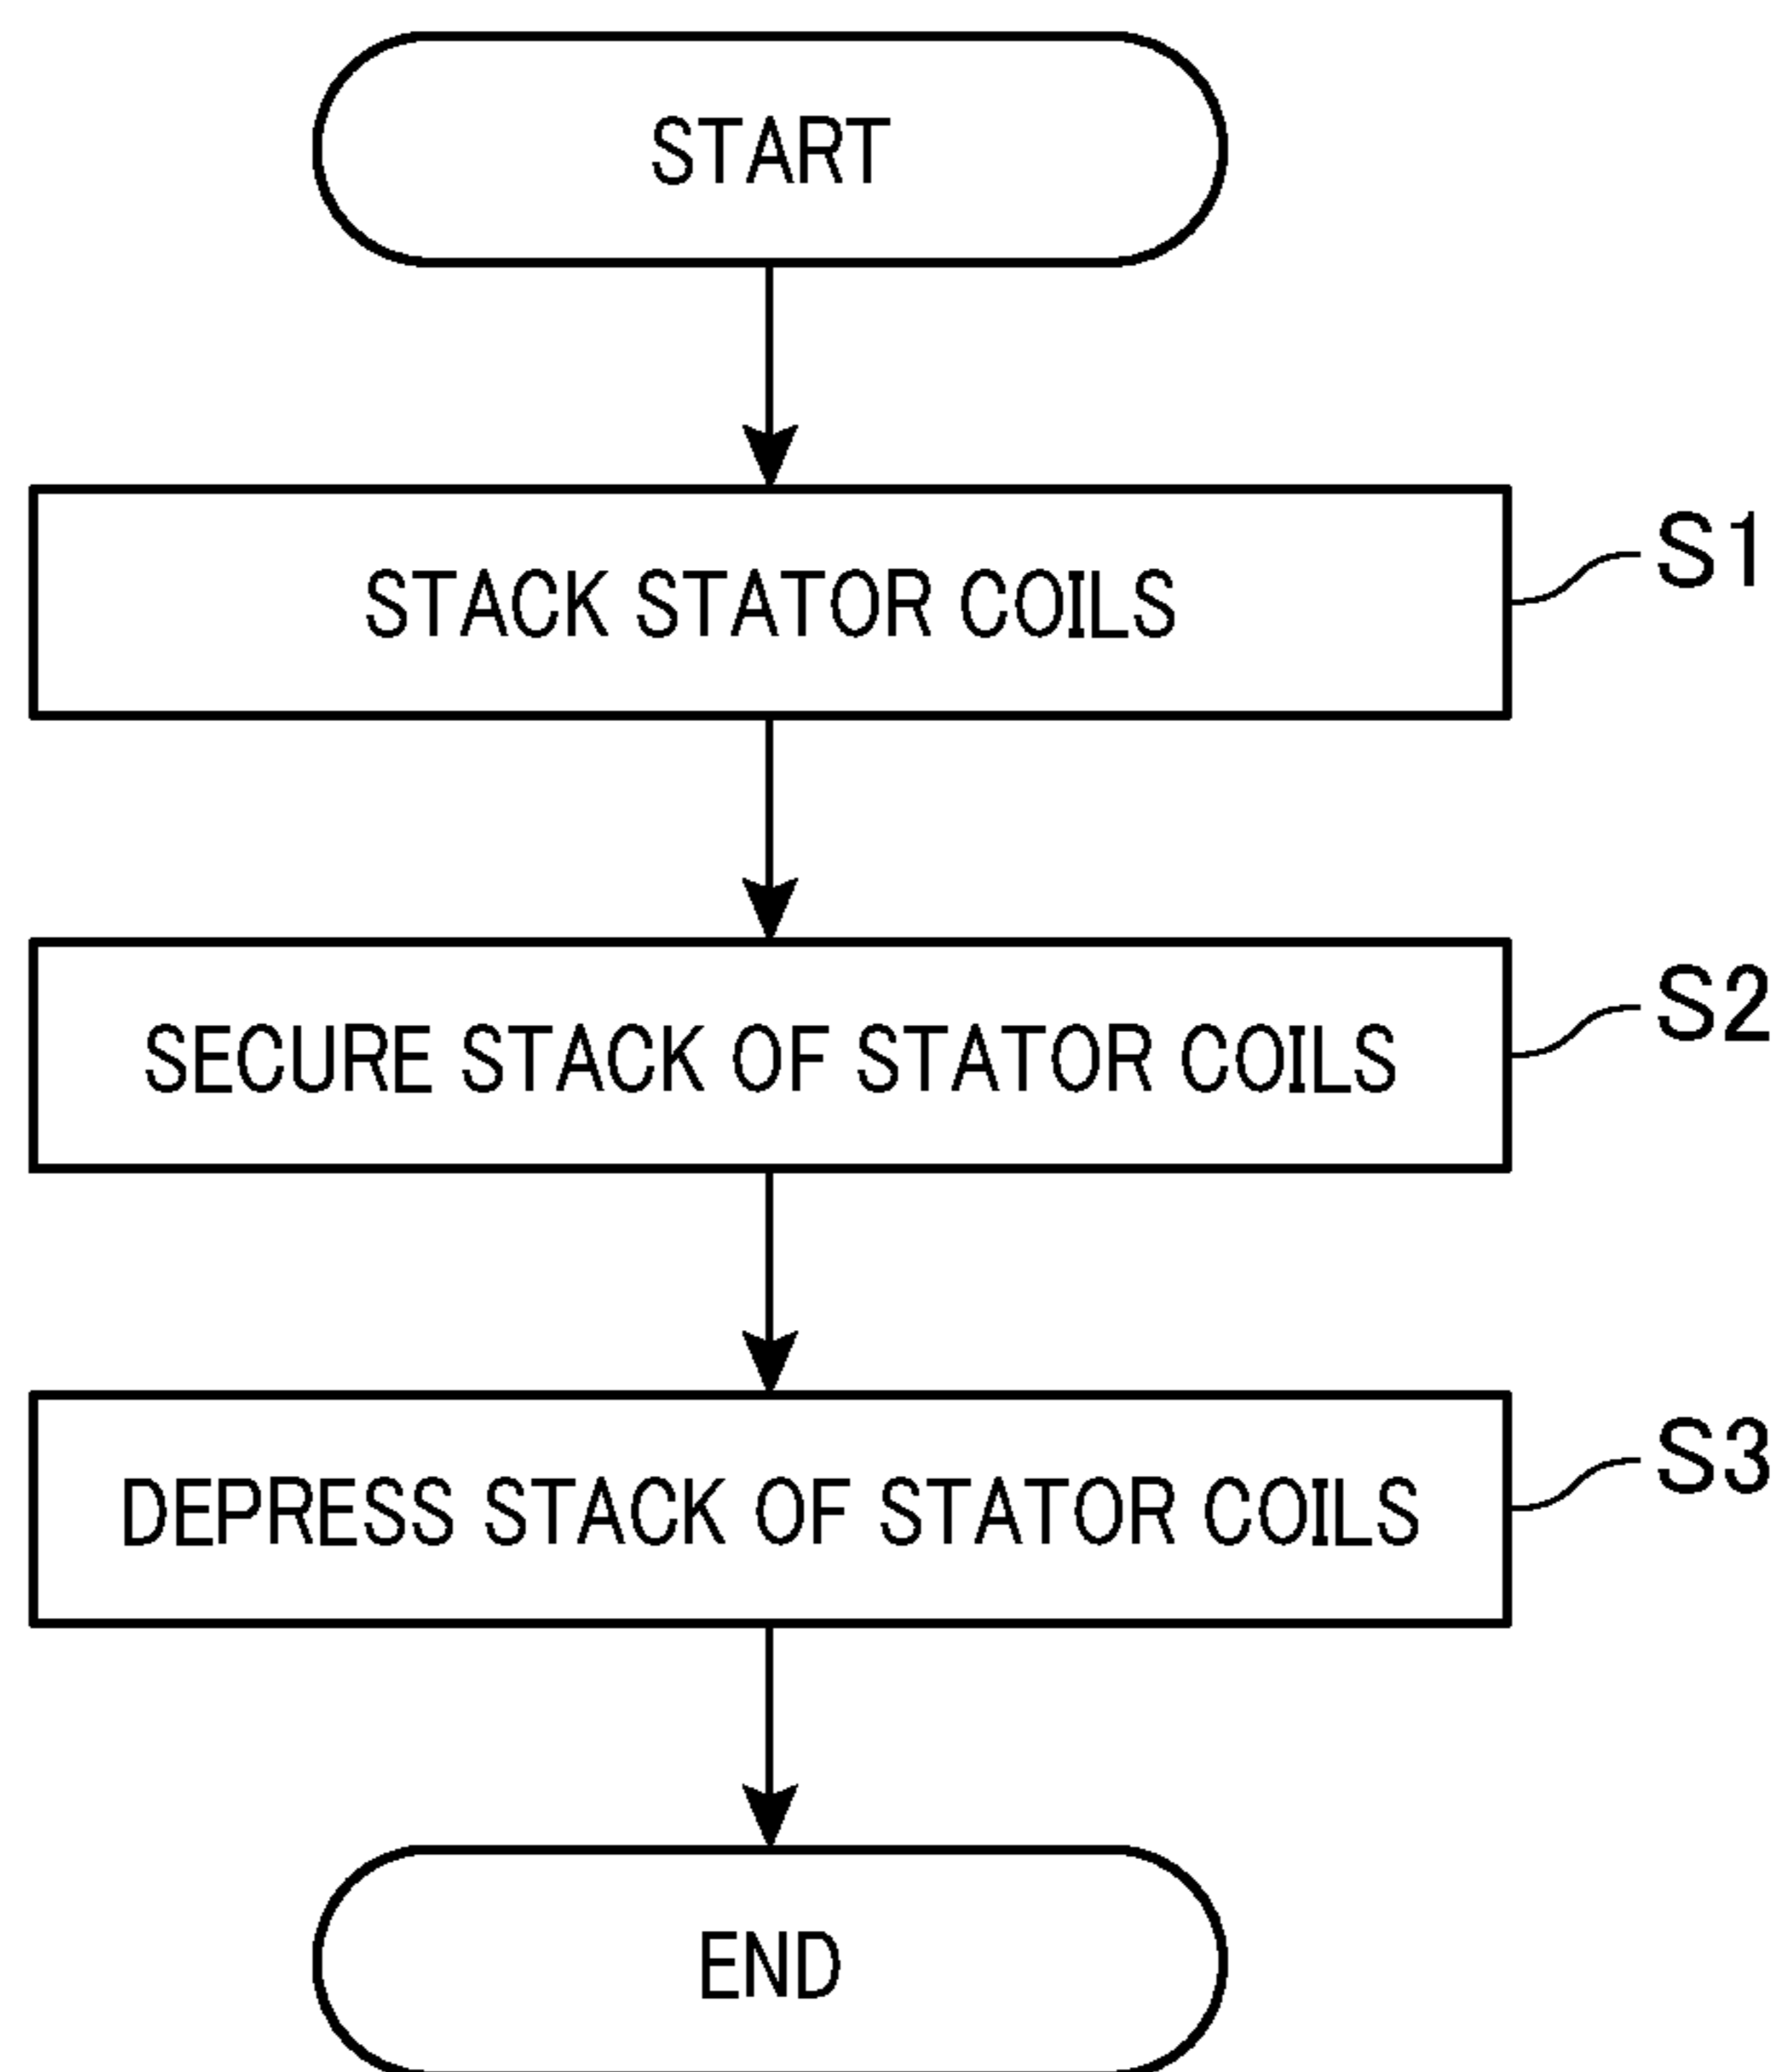 START
STACK STATOR COILS
S1
SECURE STACK OF STATOR COILS
S2
DEPRESS STACK OF STATOR COILS
S3
END